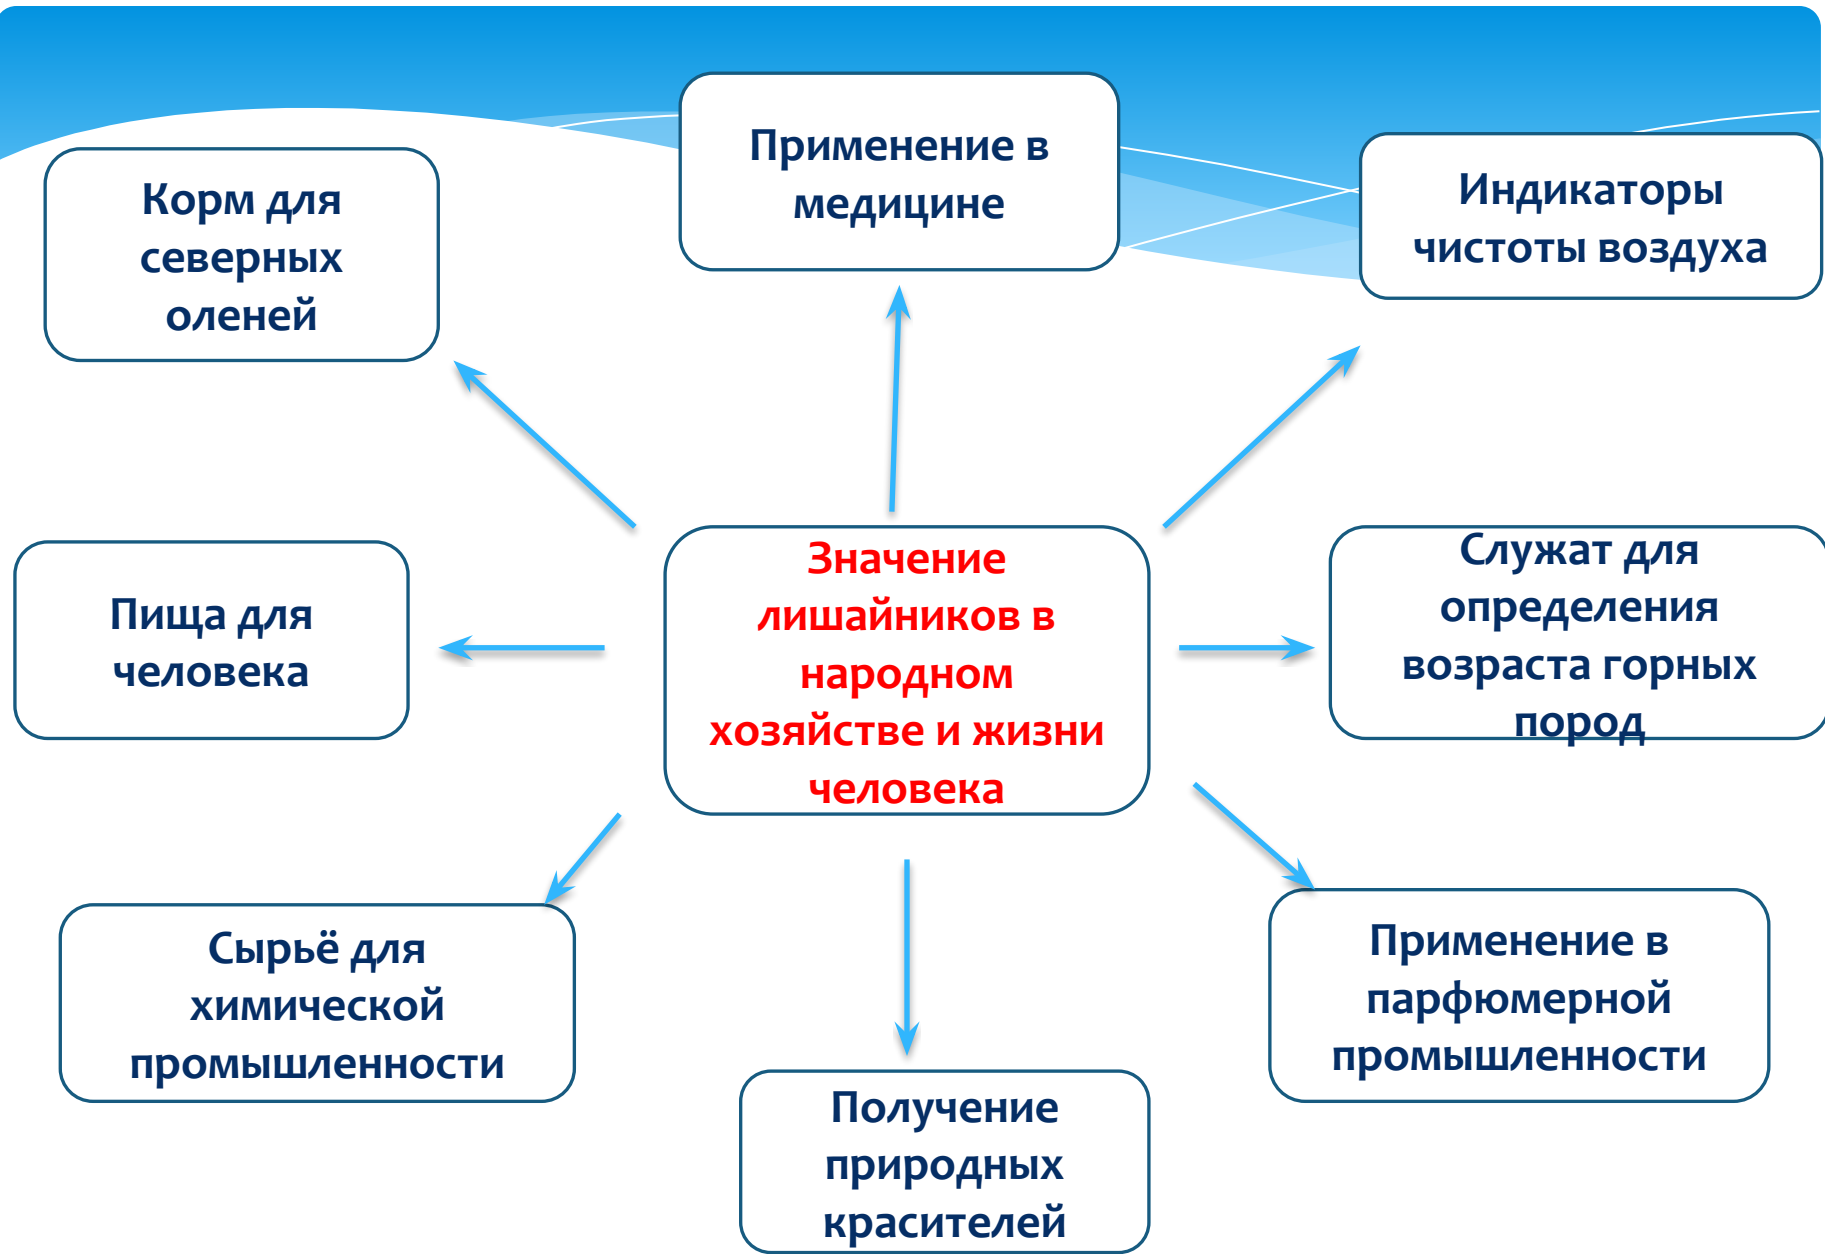 Применение в
медицине
Корм для
северных
оленей
Индикаторы
чистоты воздуха
Пища для
человека
Значение
лишайников в
народном
хозяйстве и жизни
человека
Служат для
определения
возраста горных
пород
Сырьё для
химической
промышленности
Получение
природных
красителей
Применение в
парфюмерной
промышленности